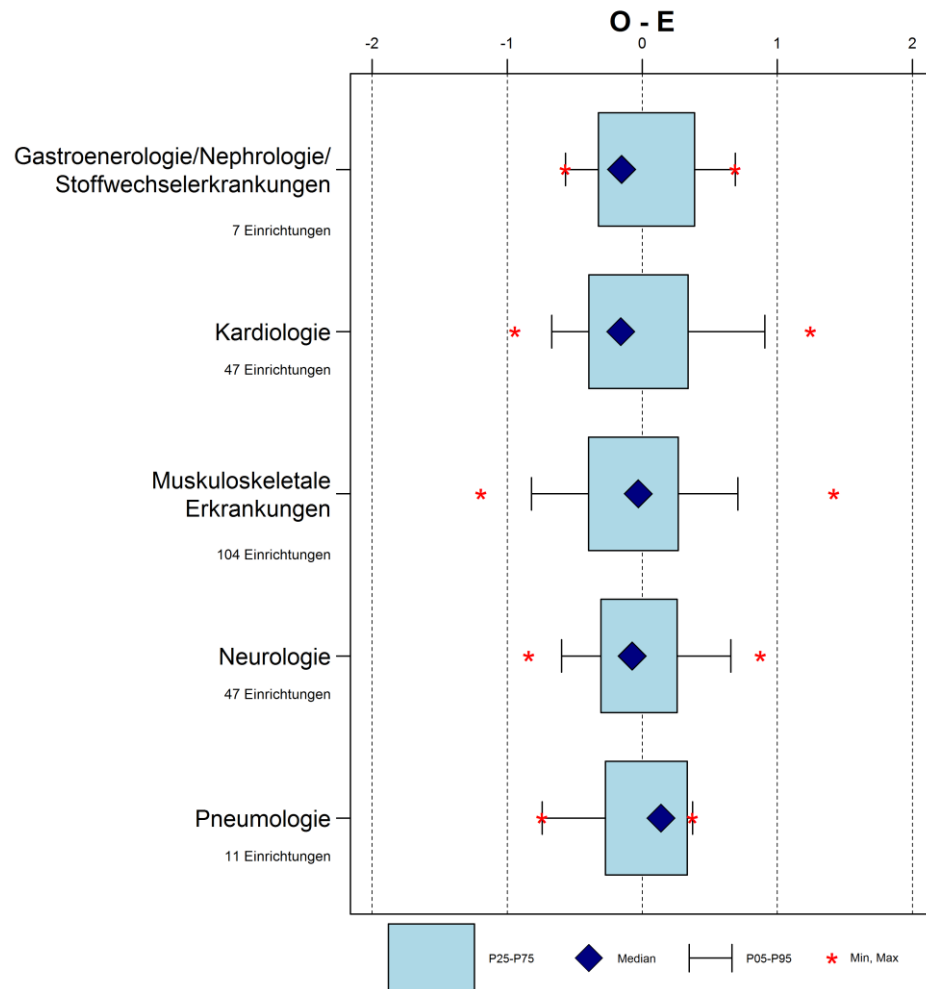 O - E
-2 -1 0 1 2
Gastroenerologie/Nephrologie/
Stoffwechselerkrankungen
7 Einrichtungen
Kardiologie
47 Einrichtungen
Muskuloskeletale
Erkrankungen
104 Einrichtungen
Neurologie
47 Einrichtungen
Pneumologie
11 Einrichtungen
P25-P75 Median P05-P95 Min, Max